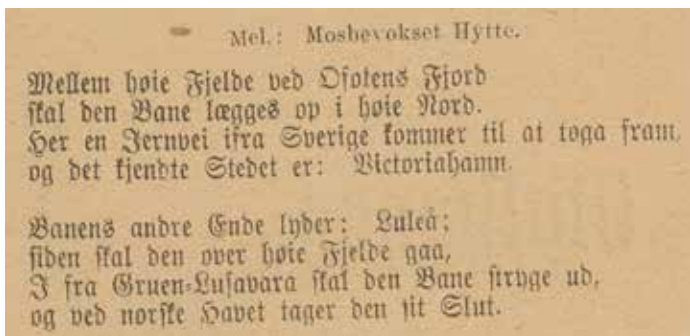 Mel.: Mosbevokset Hytte.
Mellem høie Fjelde ved Ofotens Fjord
skal den Bane lægges op i høie Nord.
Her en Jernvei ifra Sverige kommer til at toga fram,
og det kjendte Stedet er: Victoriahamn.
Banens andre Ende lyder: Luleå;
siden skal den over høie Fjelde gaa,
I fra Gruen-Lusavara skal den Bane stryge ud,
og ved norske Havet tager den sit Slut.